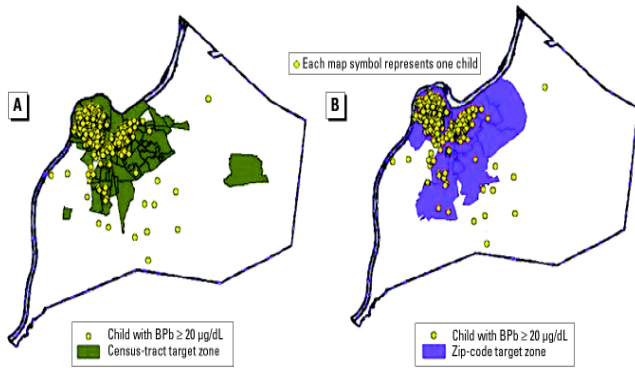 Each map symbol represents one child
A
B
Child with BPb ≥ 20 µg/dL
Census-tract target zone
Child with BPb ≥ 20 µg/dL
Zip-code target zone